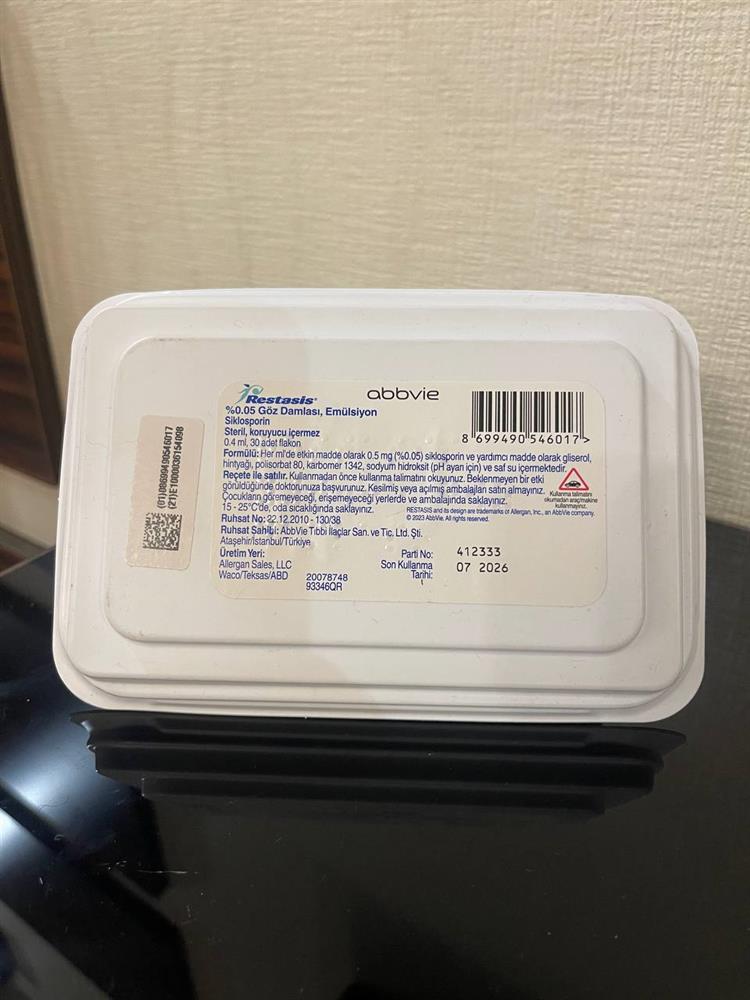 Restasis®
abbvie
%0.05 Göz Damlası, Emülsiyon
Siklosporin
Steril, koruyucu içermez
0.4 ml, 30 adet flakon
8 699490 546017 >
Formülü: Her ml'de etkin madde olarak 0.5 mg (%0.05) siklosporin ve yardımcı madde olarak gliserol,
hintyağı, polisorbat 80, karbomer 1342, sodyum hidroksit (pH ayarı için) ve saf su içermektedir.
Reçete ile satılır. Kullanmadan önce kullanma talimatını okuyunuz. Beklenmeyen bir etki
görüldüğünde doktorunuza başvurunuz. Kesilmiş veya açılmış ambalajları satın almayınız.
Çocukların göremeyeceği, erişemeyeceği yerlerde ve ambalajında saklayınız.
15 - 25°C'de, oda sıcaklığında saklayınız.
Kullanma talimatını
okumadan araç/makine
kullanmayınız.
RESTASIS and its design are trademarks of Allergan, Inc., an AbbVie company.
© 2023 AbbVie. All rights reserved.
Ruhsat No: 22.12.2010 - 130/38
Ruhsat Sahibi: AbbVie Tıbbi İlaçlar San. ve Tic. Ltd. Şti.
Ataşehir/İstanbul/Türkiye
Üretim Yeri:
Allergan Sales, LLC
Waco/Teksas/ABD
20078748
93346QR
Parti No: 412333
Son Kullanma
Tarihi: 07 2026
(01)08699490546017